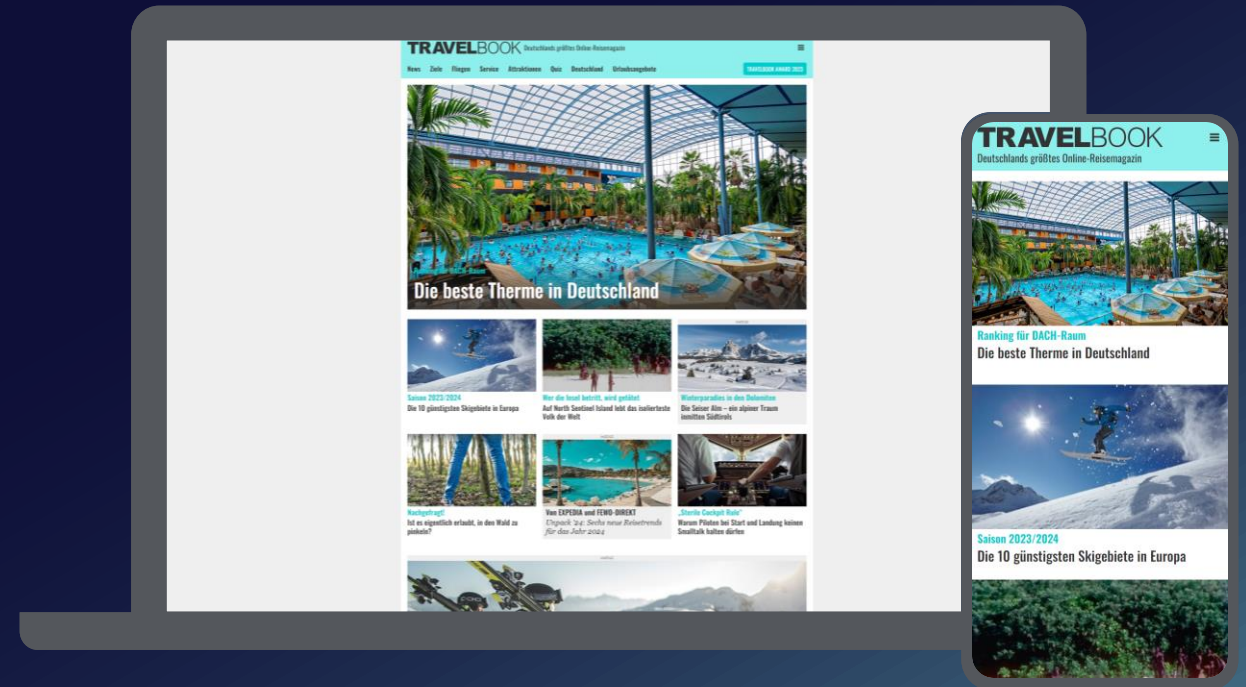 TRAVELBOOK Deutschlands größtes Online-Reisemagazin
News Ziele Fliegen Service Attraktionen Quiz Deutschland Urlaubsangebote TRAVELBOOK AWARD 2023
Die beste Therme in Deutschland
Saison 2023/2024
Die 10 günstigsten Skigebiete in Europa
Wer die Insel betritt, wird getötet
Auf North Sentinel Island lebt das isolierteste
Volk der Welt
Winterparadies in den Dolomiten
Die Seiser Alm – ein alpiner Traum
inmitten Südtirols
Nachgefragt!
Ist es eigentlich erlaubt, in den Wald zu
pinkeln?
Von EXPEDIA und FEWO-DIREKT
Unpack '24: Sechs neue Reisetrends
für das Jahr 2024
„Sterile Cockpit Rule"
Warum Piloten bei Start und Landung keinen
Smalltalk halten dürfen
TRAVELBOOK
Deutschlands größtes Online-Reisemagazin
Ranking für DACH-Raum
Die beste Therme in Deutschland
Saison 2023/2024
Die 10 günstigsten Skigebiete in Europa